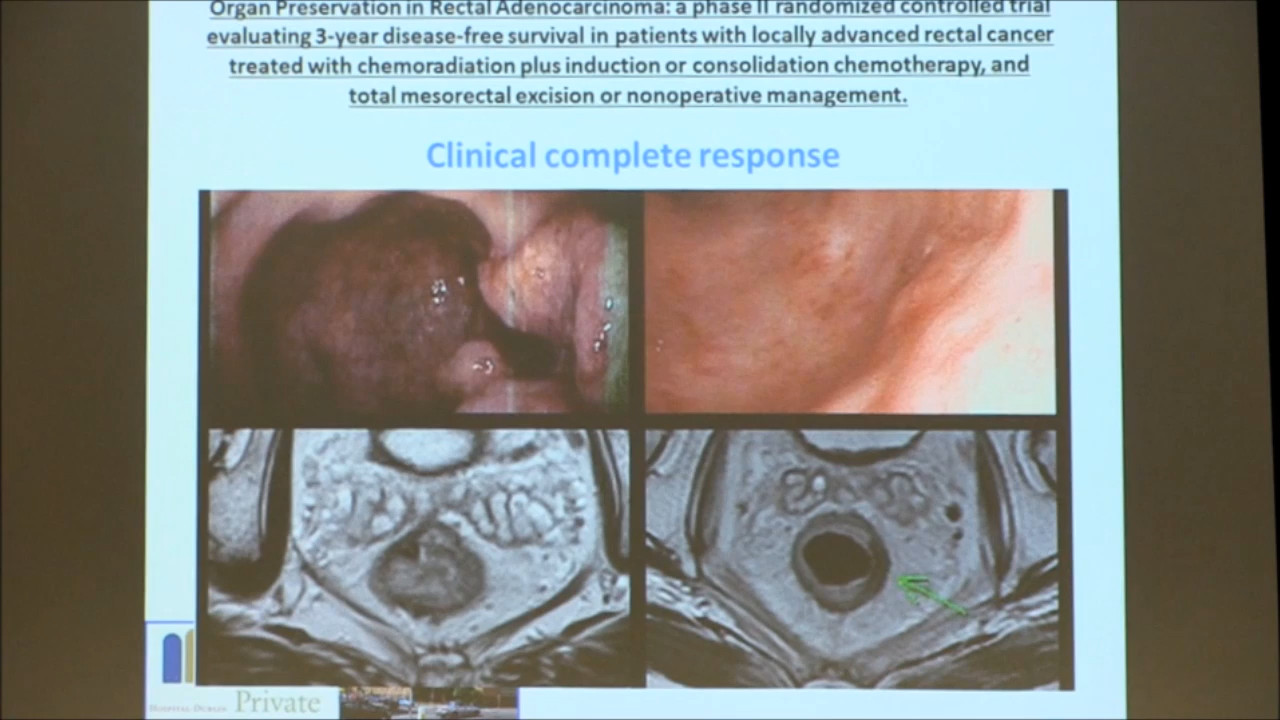 Organ Preservation in Rectal Adenocarcinoma: a phase II randomized controlled trial
evaluating 3-year disease-free survival in patients with locally advanced rectal cancer
treated with chemoradiation plus induction or consolidation chemotherapy, and
total mesorectal excision or nonoperative management.
Clinical complete response
Private
HOSPITAL DUBLIN